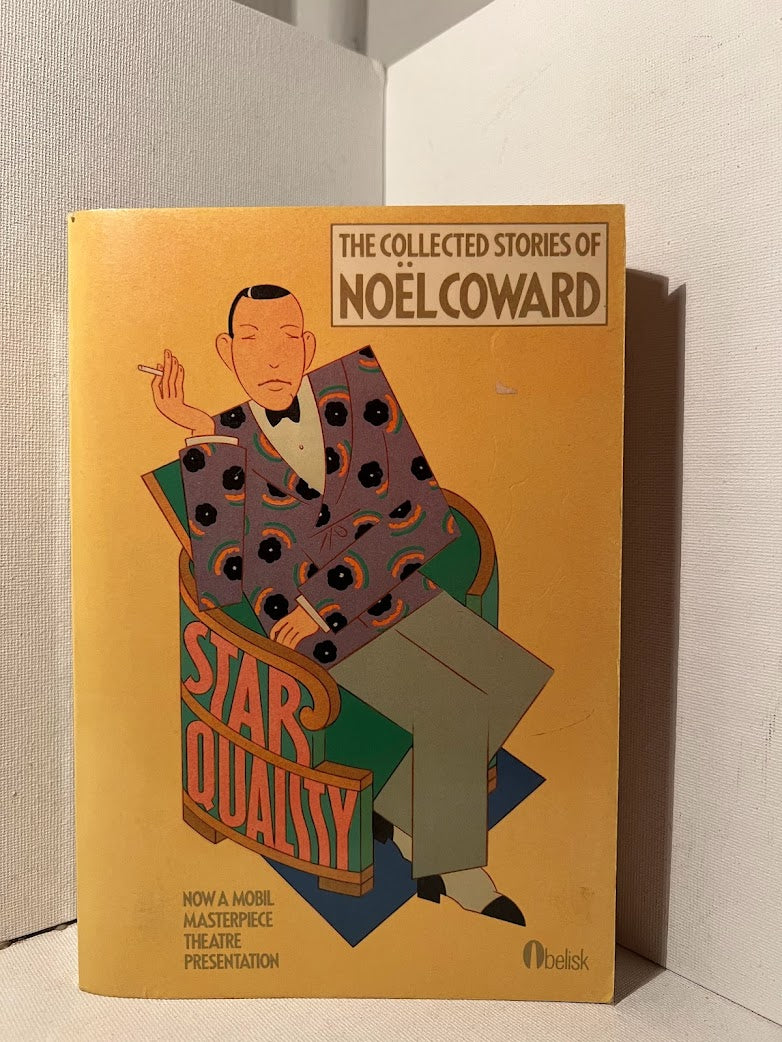 THE COLLECTED STORIES OF
NOËL COWARD
STAR
QUALITY
NOW A MOBIL
MASTERPIECE
THEATRE
PRESENTATION
Obelisk